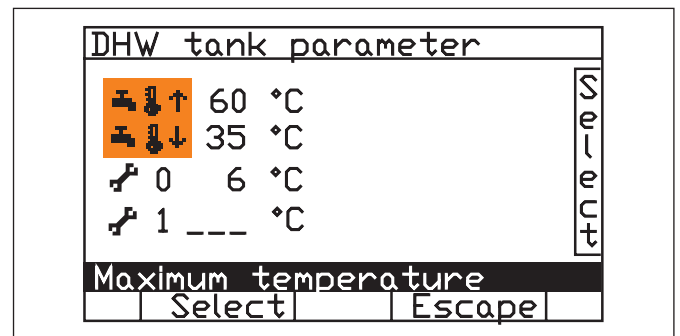 DHW tank parameter
↑ 60 °C
↓ 35 °C
0 6 °C
1 ___ °C
Select
Maximum temperature
Select Escape